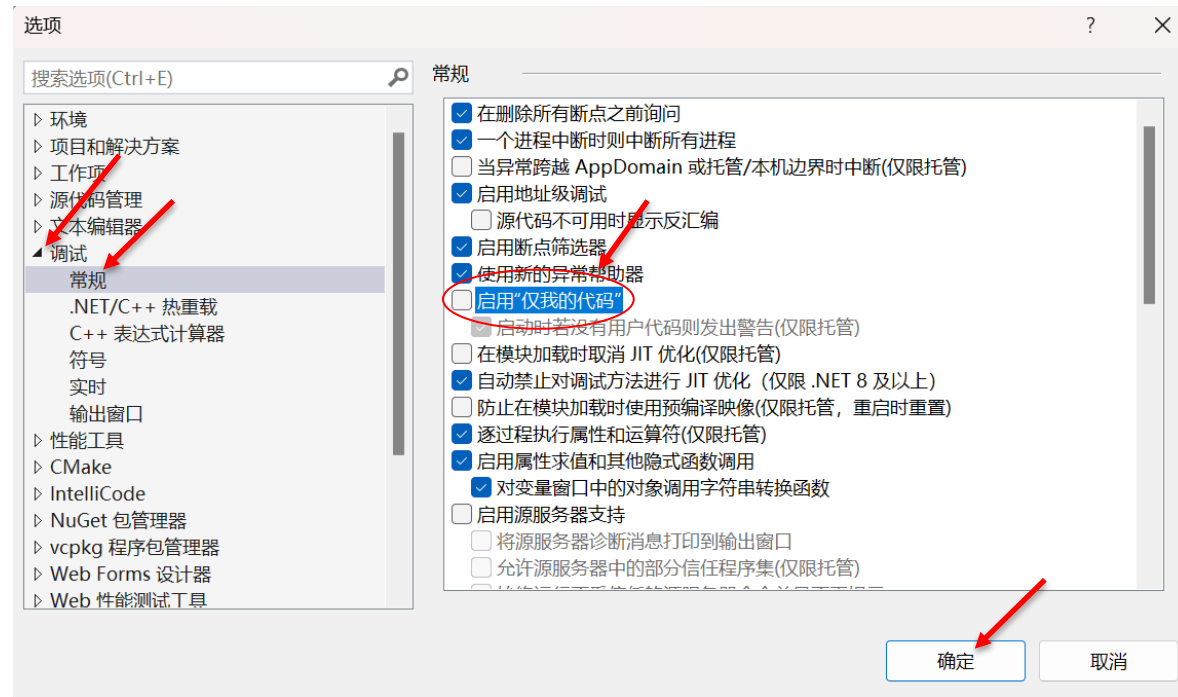 选项
?
搜索选项(Ctrl+E)
环境
项目和解决方案
工作项
源代码管理
文本编辑器
调试
常规
.NET/C++ 热重载
C++ 表达式计算器
符号
实时
输出窗口
性能工具
CMake
IntelliCode
NuGet 包管理器
vcpkg 程序包管理器
Web Forms 设计器
Web 性能测试工具
常规
在删除所有断点之前询问
一个进程中断时则中断所有进程
当异常跨越 AppDomain 或托管/本机边界时中断(仅限托管)
启用地址级调试
源代码不可用时显示反汇编
启用断点筛选器
使用新的异常帮助器
启用“仅我的代码”
启动时若没有用户代码则发出警告(仅限托管)
在模块加载时取消 JIT 优化(仅限托管)
自动禁止对调试方法进行 JIT 优化（仅限 .NET 8 及以上）
防止在模块加载时使用预编译映像(仅限托管，重启时重置)
逐过程执行属性和运算符(仅限托管)
启用属性求值和其他隐式函数调用
对变量窗口中的对象调用字符串转换函数
启用源服务器支持
将源服务器诊断消息打印到输出窗口
允许源服务器中的部分信任程序集(仅限托管)
确定
取消